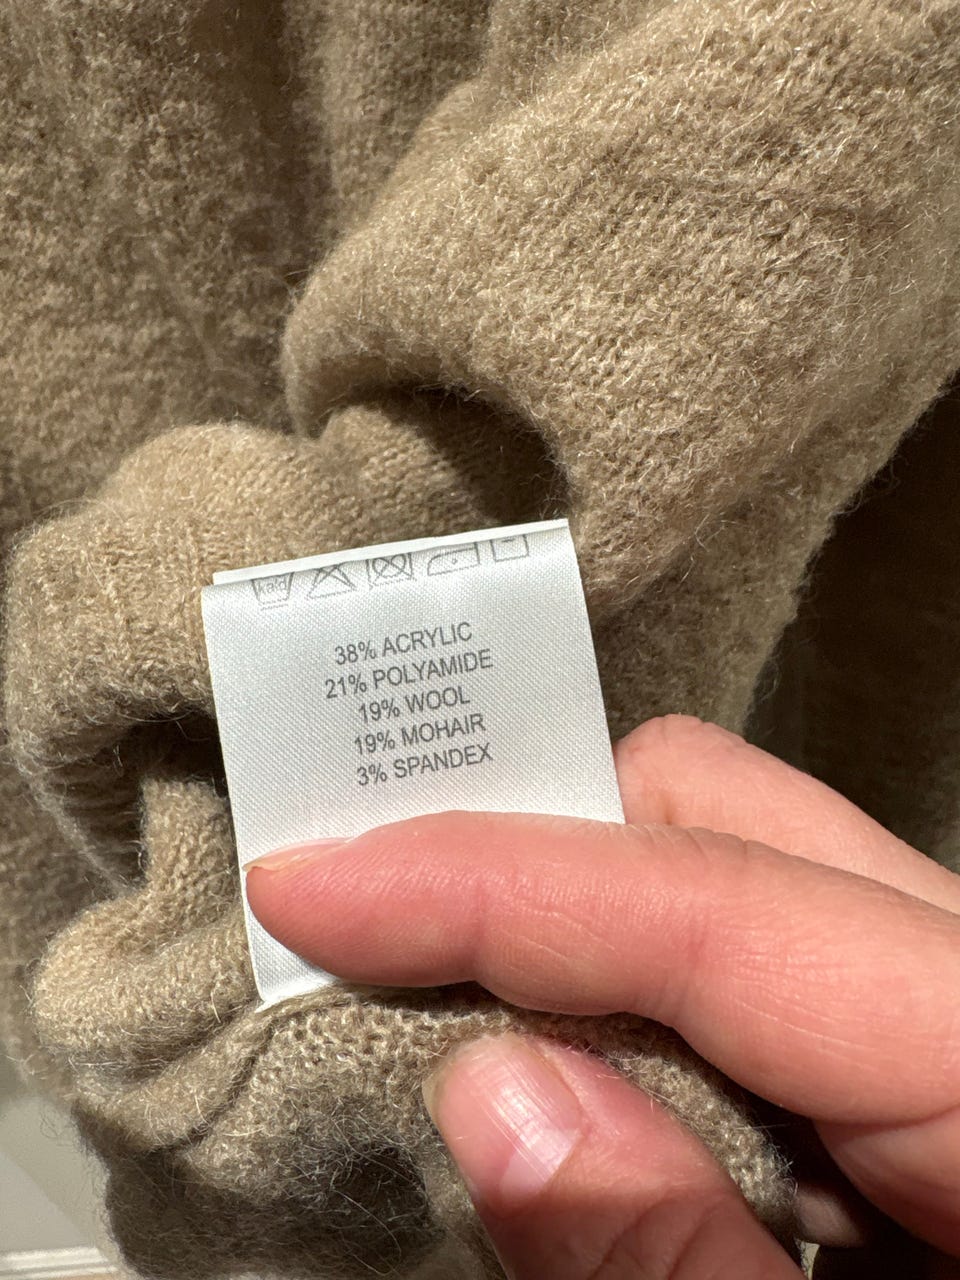 38% ACRYLIC
21% POLYAMIDE
19% WOOL
19% MOHAIR
3% SPANDEX